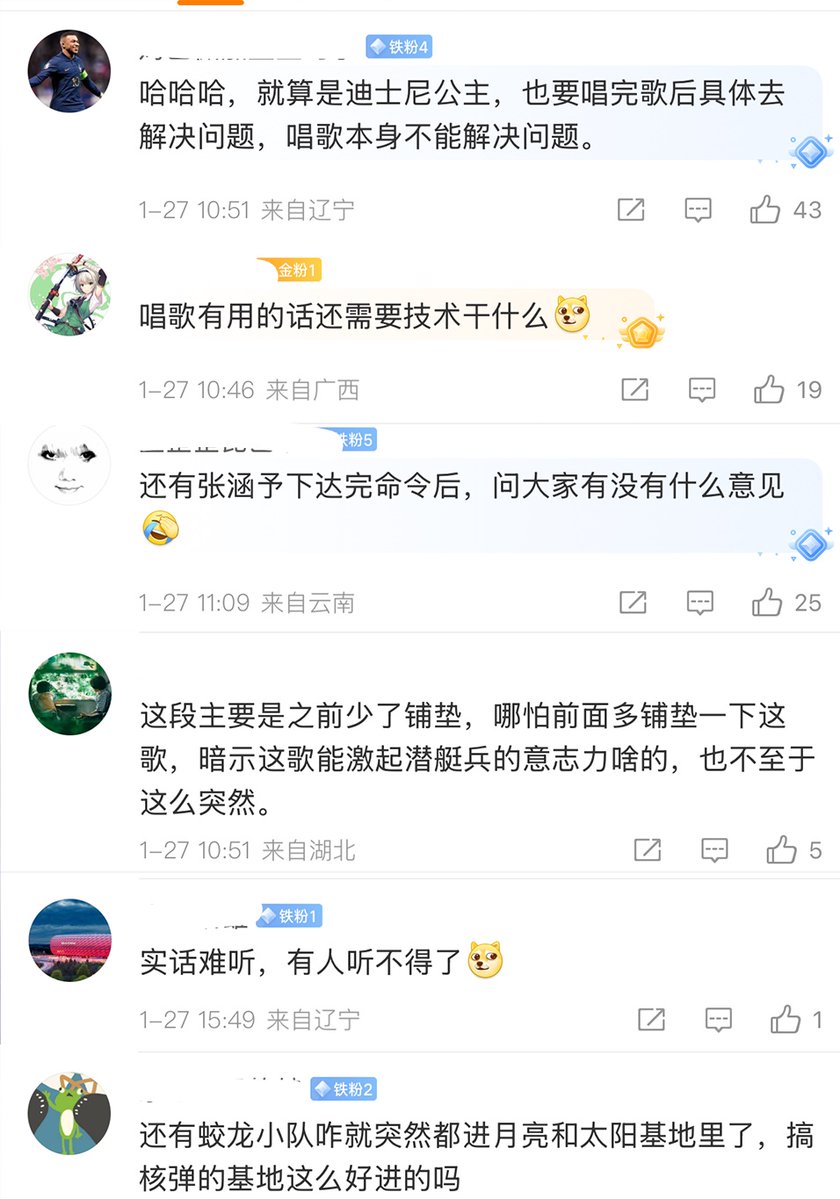 铁粉4
哈哈哈，就算是迪士尼公主，也要唱完歌后具体去
解决问题，唱歌本身不能解决问题。
1-27 10:51 来自辽宁
43
金粉1
唱歌有用的话还需要技术干什么
1-27 10:46 来自广西
19
铁粉5
还有张涵予下达完命令后，问大家有没有什么意见
1-27 11:09 来自云南
25
这段主要是之前少了铺垫，哪怕前面多铺垫一下这
歌，暗示这歌能激起潜艇兵的意志力啥的，也不至于
这么突然。
1-27 10:51 来自湖北
5
铁粉1
实话难听，有人听不得了
1-27 15:49 来自辽宁
1
铁粉2
还有蛟龙小队咋就突然都进月亮和太阳基地里了，搞
核弹的基地这么好进的吗